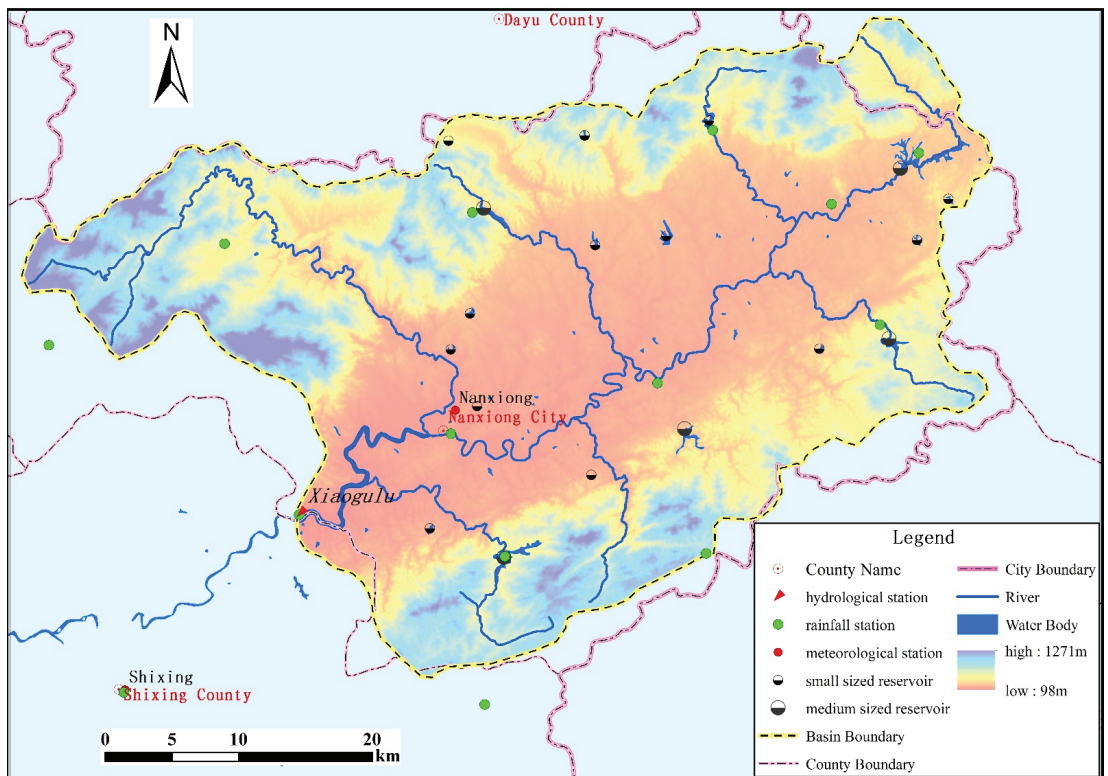 Dayu County
N
Nanxiong
Nanxiong City
Xiaogulu
Shixing
Shixing County
0 5 10 20
km
Legend
County Name
hydrological station
rainfall station
meteorological station
small sized reservoir
medium sized reservoir
Basin Boundary
County Boundary
City Boundary
River
Water Body
high : 1271m
low : 98m